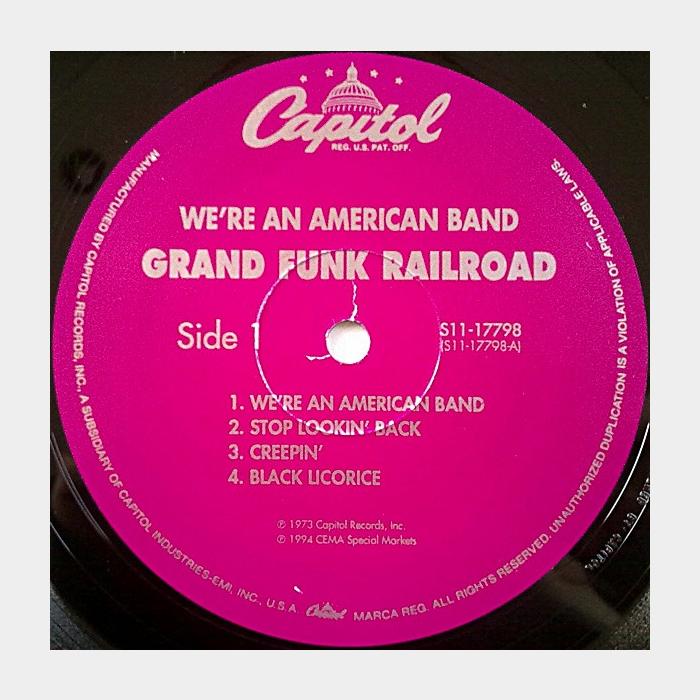 Capitol
REG. U.S. PAT. OFF.
WE'RE AN AMERICAN BAND
GRAND FUNK RAILROAD
Side 1
S11-17798
(S11-17798-A)
1. WE'RE AN AMERICAN BAND
2. STOP LOOKIN' BACK
3. CREEPIN'
4. BLACK LICORICE
℗ 1973 Capitol Records, Inc.
℗ 1994 CEMA Special Markets
MANUFACTURED BY CAPITOL RECORDS, INC., A SUBSIDIARY OF CAPITOL INDUSTRIES-EMI, INC., U.S.A. Capitol MARCA REG. ALL RIGHTS RESERVED. UNAUTHORIZED DUPLICATION IS A VIOLATION OF APPLICABLE LAWS.